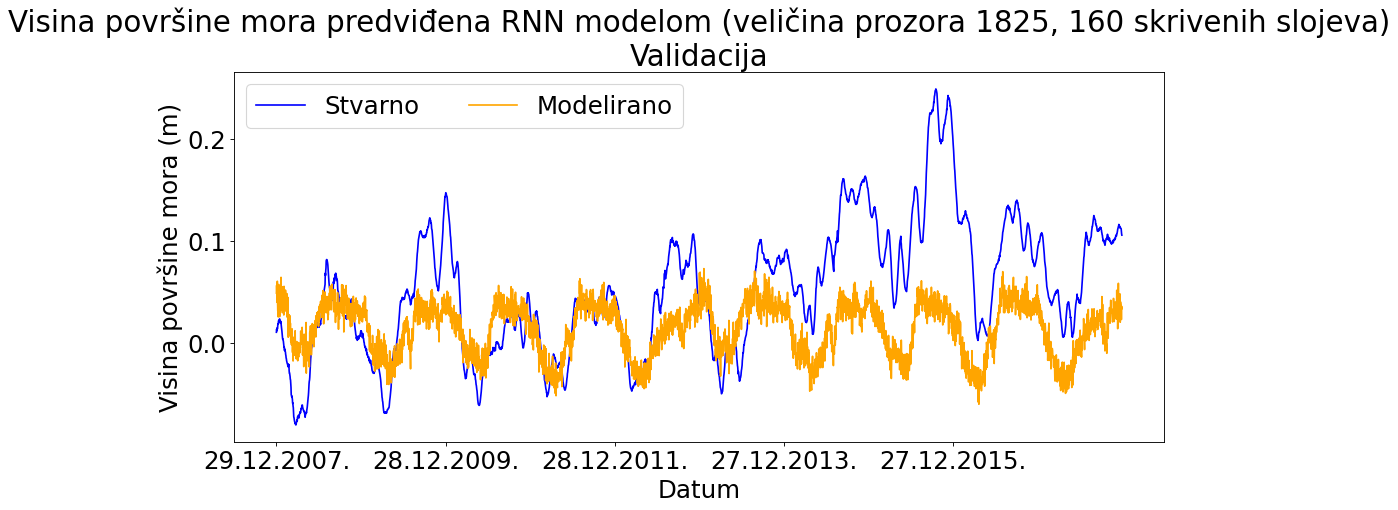 Visina površine mora predviđena RNN modelom (veličina prozora 1825, 160 skrivenih slojeva)
Validacija
Stvarno Modelirano
Visina površine mora (m)
0.2
0.1
0.0
29.12.2007. 28.12.2009. 28.12.2011. 27.12.2013. 27.12.2015.
Datum